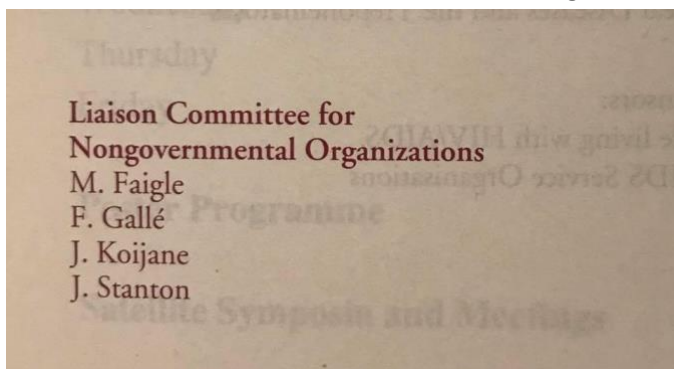 Thursday
Liaison Committee for
Nongovernmental Organizations
M. Faigle
F. Gallé
J. Koijane
J. Stanton
Poster Programme
Satellite Symposia and Meetings